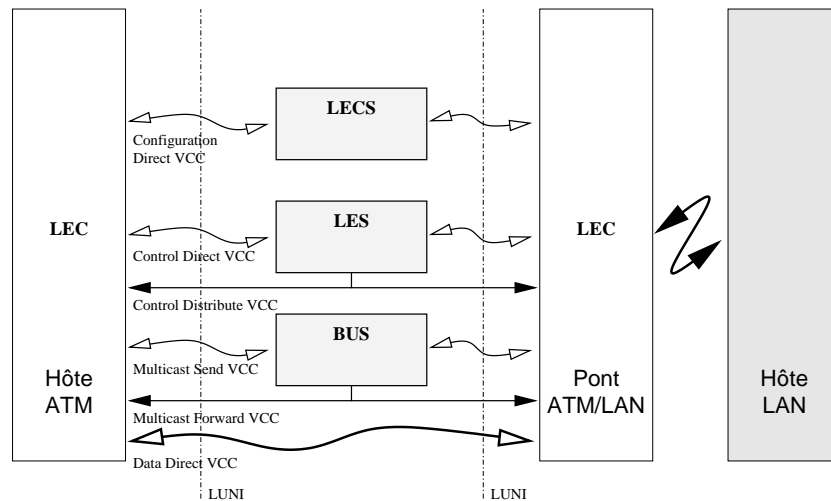 LECS
Configuration
Direct VCC
LEC
LES
LEC
Control Direct VCC
Control Distribute VCC
BUS
Multicast Send VCC
Hôte
ATM
Pont
ATM/LAN
Hôte
LAN
Multicast Forward VCC
Data Direct VCC
LUNI
LUNI